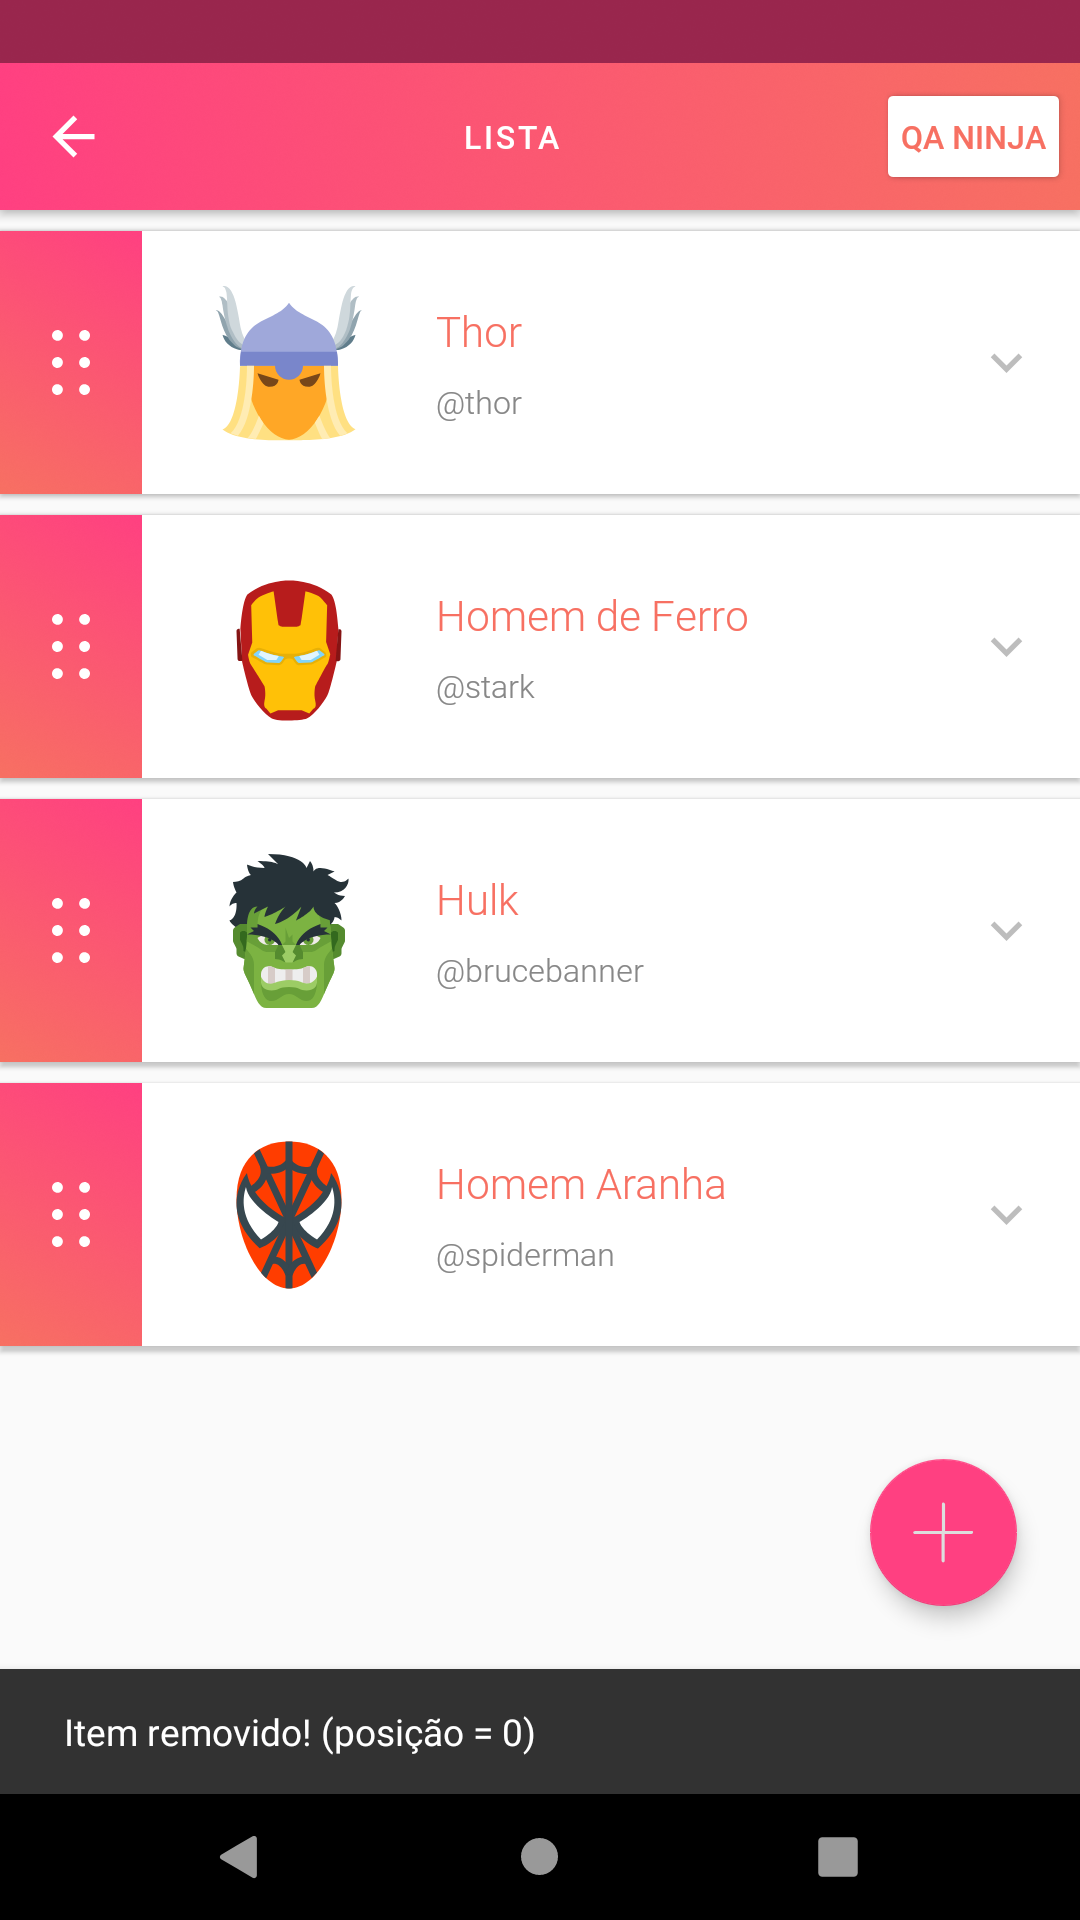 LISTA
QA NINJA
Thor
@thor
Homem de Ferro
@stark
Hulk
@brucebanner
Homem Aranha
@spiderman
Item removido! (posição = 0)